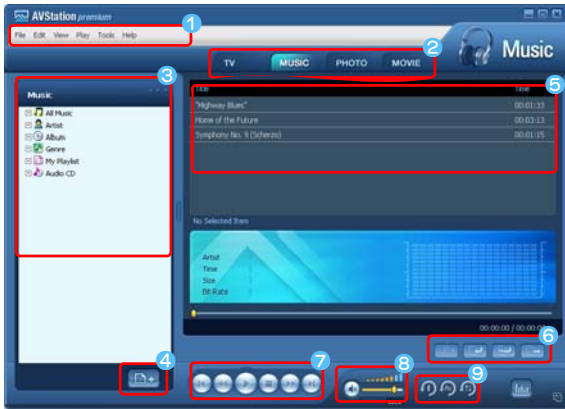 AVStation premium
1
File Edit View Play Tools Help
2
TV MUSIC PHOTO MOVIE
Music
3
Music
All Music
Artist
Album
Genre
My Playlist
Audio CD
5
Title Time
"Highway Blues" 00:01:33
Home of the Future 00:03:13
Symphony No. 9 (Scherzo) 00:01:15
No Selected Item
Artist
Time
Size
Bit Rate
00:00:00 / 00:00:00
4
6
7
8
9